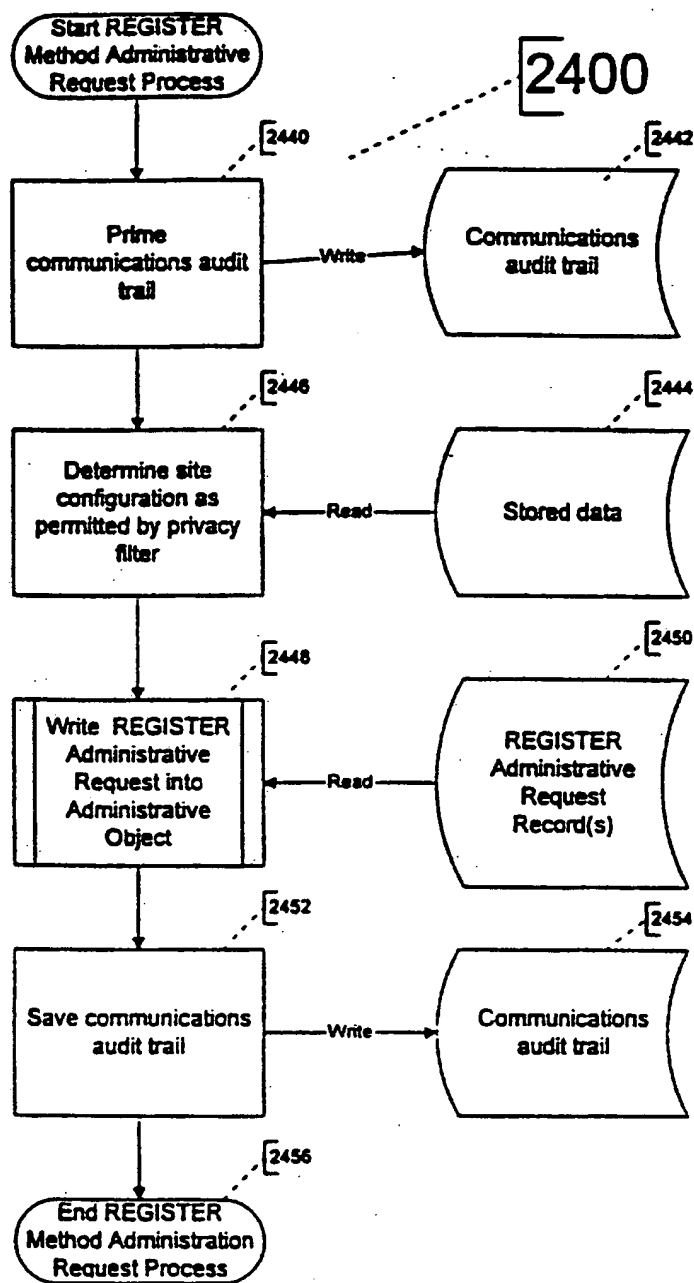 Start REGISTER
Method Administrative
Request Process
2400
2440
2442
Prime
communications audit
trail
Write
Communications
audit trail
2446
2444
Determine site
configuration as
permitted by privacy
filter
Read
Stored data
2448
2450
Write REGISTER
Administrative
Request into
Administrative
Object
Read
REGISTER
Administrative
Request
Record(s)
2452
2454
Save communications
audit trail
Write
Communications
audit trail
2456
End REGISTER
Method Administration
Request Process